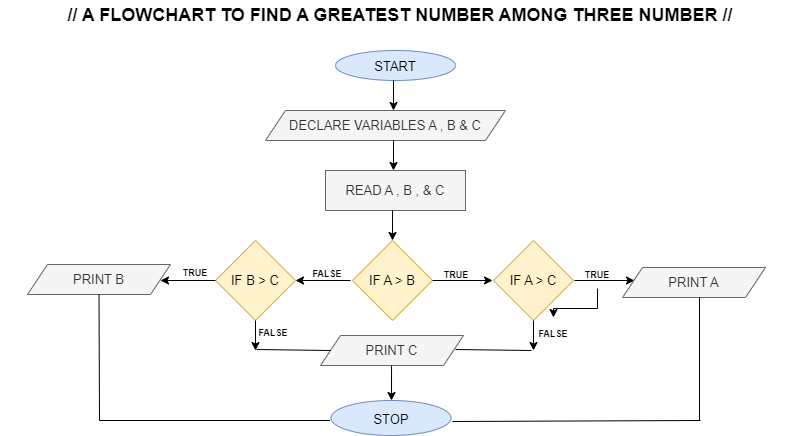 // A FLOWCHART TO FIND A GREATEST NUMBER AMONG THREE NUMBER //
START
DECLARE VARIABLES A , B & C
READ A , B , & C
PRINT B
TRUE
IF B > C
FALSE
IF A > B
TRUE
IF A > C
TRUE
PRINT A
FALSE
PRINT C
FALSE
STOP